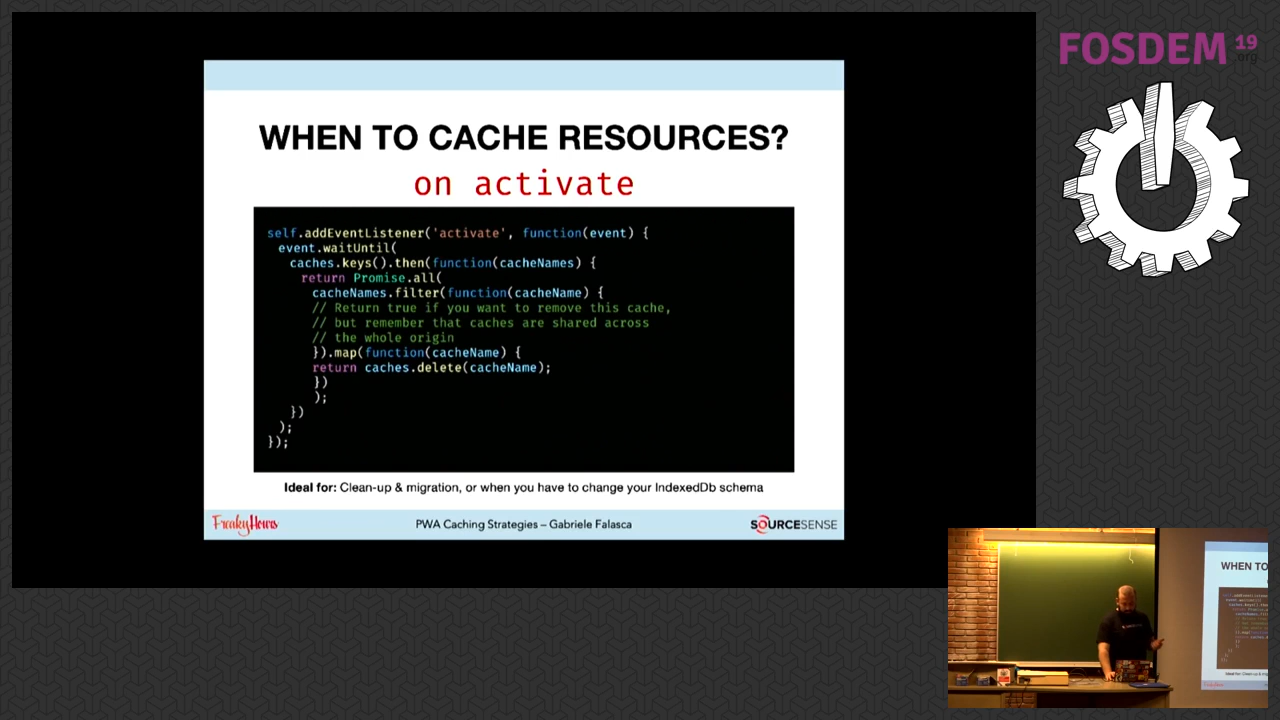 FOSDEM 19
.org
WHEN TO CACHE RESOURCES?
on activate
self.addEventListener('activate', function(event) {
event.waitUntil(
caches.keys().then(function(cacheNames) {
return Promise.all(
cacheNames.filter(function(cacheName) {
// Return true if you want to remove this cache,
// but remember that caches are shared across
// the whole origin
}).map(function(cacheName) {
return caches.delete(cacheName);
})
);
})
);
});
Ideal for: Clean-up & migration, or when you have to change your IndexedDb schema
FreakyHours
PWA Caching Strategies – Gabriele Falasca
SOURCESENSE
WHEN TO